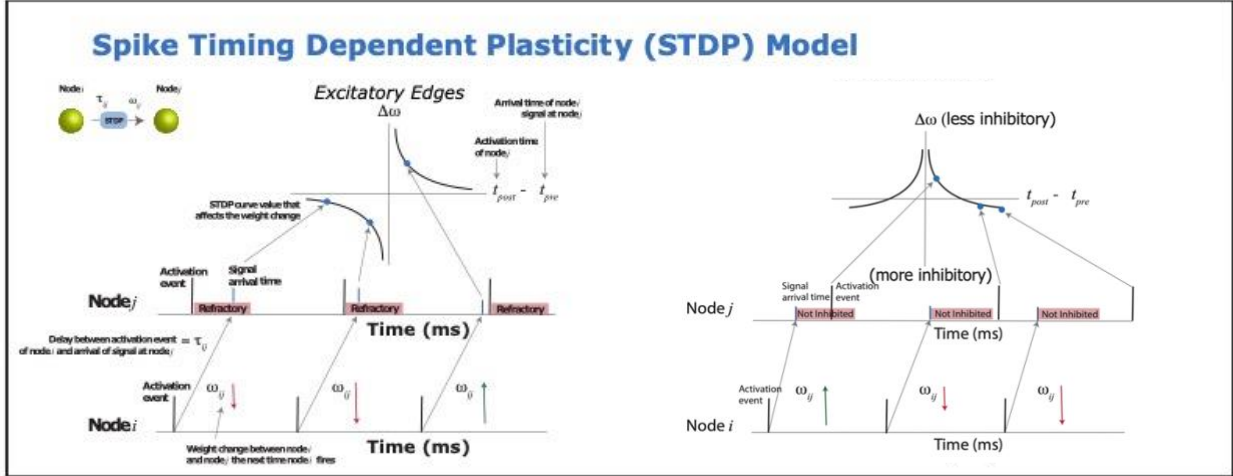 Spike Timing Dependent Plasticity (STDP) Model
Node i
Node j
τ ij
ω ij
STDP
Excitatory Edges
Δω
Arrival time of node i
signal at node j
Activation time
of node j
t post - t pre
STDP curve value that
affects the weight change
Activation
event
Signal
arrival time
Node j
Refractory
Refractory
Refractory
Time (ms)
Delay between activation event
of node i and arrival of signal at node j
= τ ij
Activation
event
ω ij
ω ij
ω ij
Node i
Time (ms)
Weight change between node i
and node j the next time node i fires
Δω (less inhibitory)
t post - t pre
(more inhibitory)
Signal
arrival time
Activation
event
Node j
Not Inhibited
Not Inhibited
Not Inhibited
Time (ms)
Activation
event
ω ij
ω ij
ω ij
Node i
Time (ms)